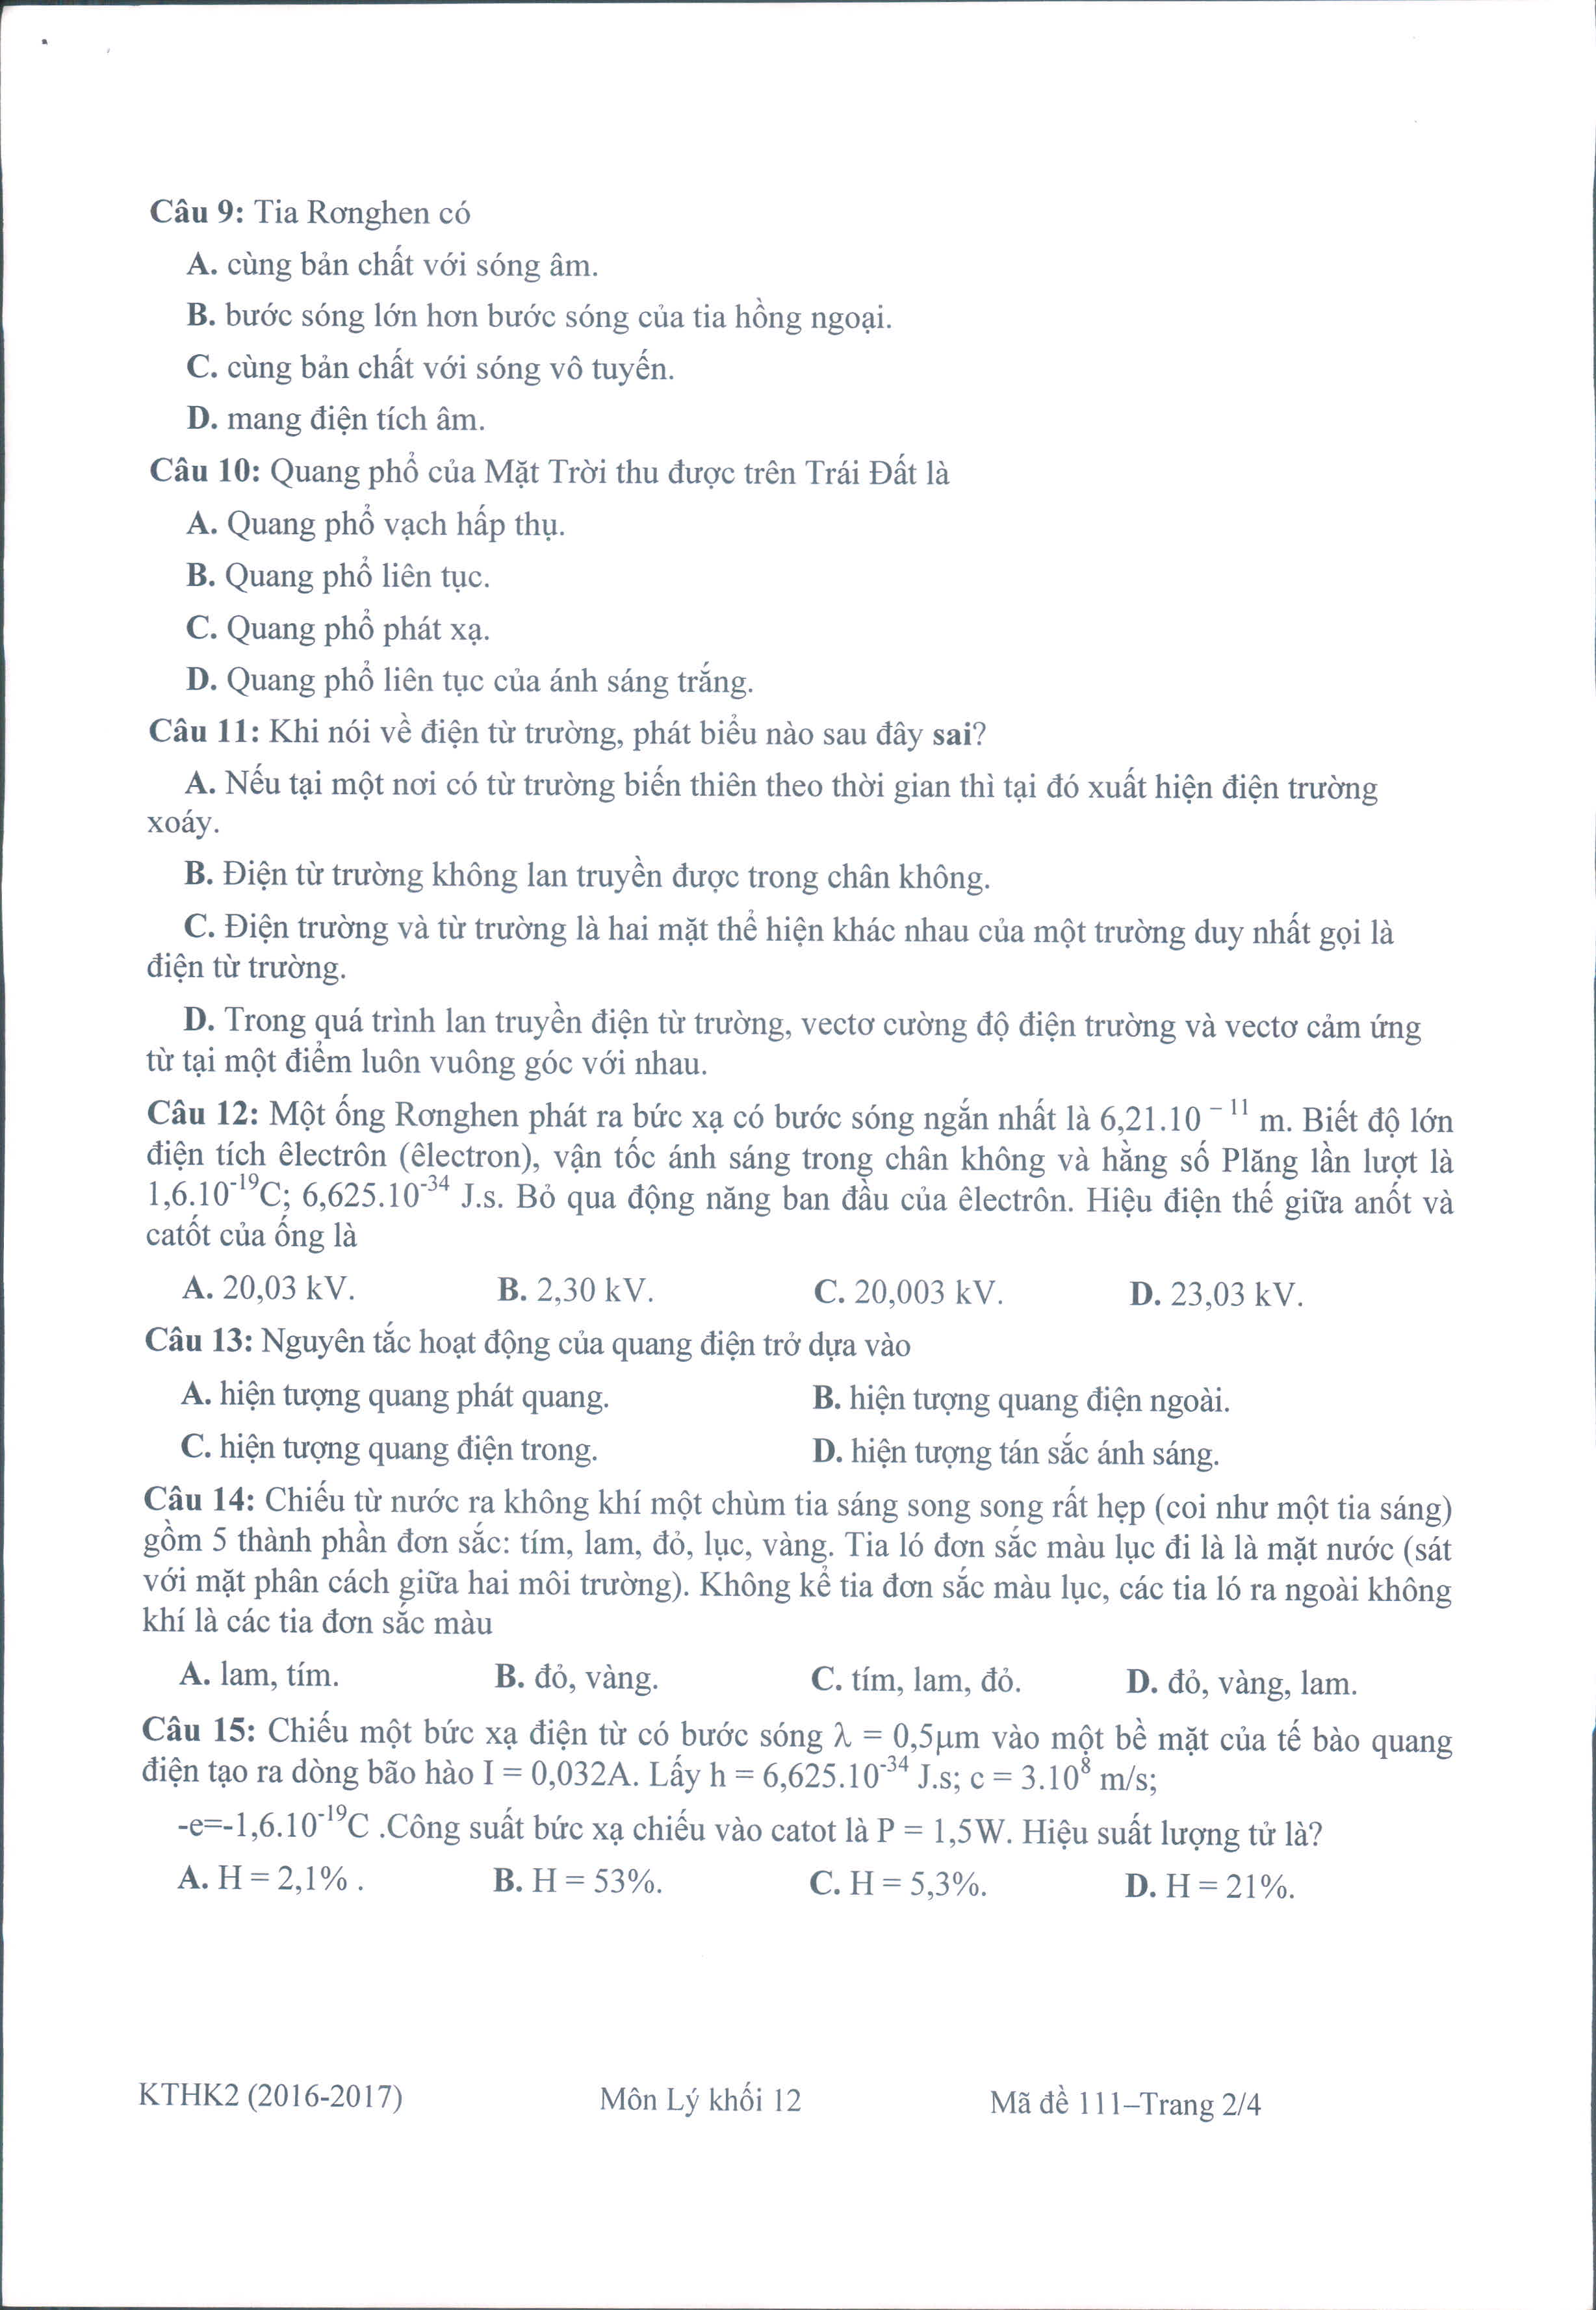 Câu 9: Tia Rơnghen có
A. cùng bản chất với sóng âm.
B. bước sóng lớn hơn bước sóng của tia hồng ngoại.
C. cùng bản chất với sóng vô tuyến.
D. mang điện tích âm.
Câu 10: Quang phổ của Mặt Trời thu được trên Trái Đất là
A. Quang phổ vạch hấp thụ.
B. Quang phổ liên tục.
C. Quang phổ phát xạ.
D. Quang phổ liên tục của ánh sáng trắng.
Câu 11: Khi nói về điện từ trường, phát biểu nào sau đây sai?
A. Nếu tại một nơi có từ trường biến thiên theo thời gian thì tại đó xuất hiện điện trường
xoáy.
B. Điện từ trường không lan truyền được trong chân không.
C. Điện trường và từ trường là hai mặt thể hiện khác nhau của một trường duy nhất gọi là
điện từ trường.
D. Trong quá trình lan truyền điện từ trường, vectơ cường độ điện trường và vectơ cảm ứng
từ tại một điểm luôn vuông góc với nhau.
Câu 12: Một ống Rơnghen phát ra bức xạ có bước sóng ngắn nhất là 6,21.10⁻¹¹ m. Biết độ lớn
điện tích êlectrôn (êlectron), vận tốc ánh sáng trong chân không và hằng số Plăng lần lượt là
1,6.10⁻¹⁹C; 6,625.10⁻³⁴ J.s. Bỏ qua động năng ban đầu của êlectrôn. Hiệu điện thế giữa anốt và
catốt của ống là
A. 20,03 kV. B. 2,30 kV. C. 20,003 kV. D. 23,03 kV.
Câu 13: Nguyên tắc hoạt động của quang điện trở dựa vào
A. hiện tượng quang phát quang. B. hiện tượng quang điện ngoài.
C. hiện tượng quang điện trong. D. hiện tượng tán sắc ánh sáng.
Câu 14: Chiếu từ nước ra không khí một chùm tia sáng song song rất hẹp (coi như một tia sáng)
gồm 5 thành phần đơn sắc: tím, lam, đỏ, lục, vàng. Tia ló đơn sắc màu lục đi là là mặt nước (sát
với mặt phân cách giữa hai môi trường). Không kể tia đơn sắc màu lục, các tia ló ra ngoài không
khí là các tia đơn sắc màu
A. lam, tím. B. đỏ, vàng. C. tím, lam, đỏ. D. đỏ, vàng, lam.
Câu 15: Chiếu một bức xạ điện từ có bước sóng λ = 0,5μm vào một bề mặt của tế bào quang
điện tạo ra dòng bão hào I = 0,032A. Lấy h = 6,625.10⁻³⁴ J.s; c = 3.10⁸ m/s;
-e=-1,6.10⁻¹⁹C .Công suất bức xạ chiếu vào catot là P = 1,5W. Hiệu suất lượng tử là?
A. H = 2,1% . B. H = 53%. C. H = 5,3%. D. H = 21%.
KTHK2 (2016-2017) Môn Lý khối 12 Mã đề 111–Trang 2/4